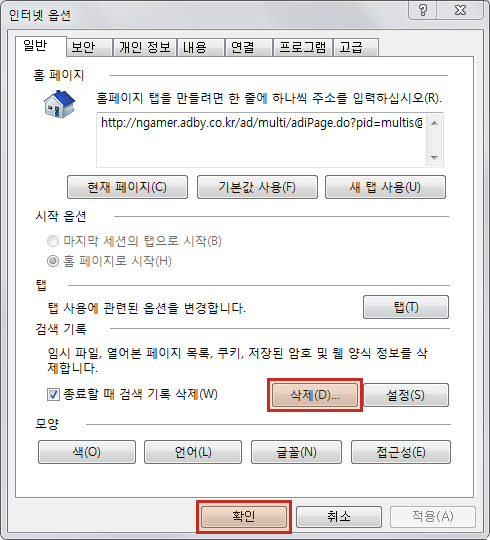 인터넷 옵션
일반 보안 개인 정보 내용 연결 프로그램 고급
홈 페이지
홈페이지 탭을 만들려면 한 줄에 하나씩 주소를 입력하십시오(R).
http://ngamer.adby.co.kr/ad/multi/adiPage.do?pid=multis@
현재 페이지(C) 기본값 사용(F) 새 탭 사용(U)
시작 옵션
마지막 세션의 탭으로 시작(B)
홈 페이지로 시작(H)
탭
탭 사용에 관련된 옵션을 변경합니다. 탭(T)
검색 기록
임시 파일, 열어본 페이지 목록, 쿠키, 저장된 암호 및 웹 양식 정보를 삭
제합니다.
종료할 때 검색 기록 삭제(W) 삭제(D)... 설정(S)
모양
색(O) 언어(L) 글꼴(N) 접근성(E)
확인 취소 적용(A)